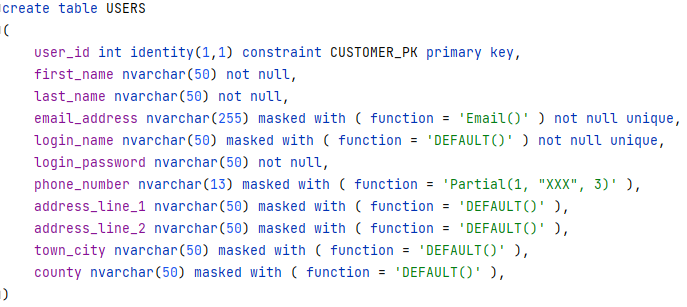 create table USERS
(
    user_id int identity(1,1) constraint CUSTOMER_PK primary key,
    first_name nvarchar(50) not null,
    last_name nvarchar(50) not null,
    email_address nvarchar(255) masked with ( function = 'Email()' ) not null unique,
    login_name nvarchar(50) masked with ( function = 'DEFAULT()' ) not null unique,
    login_password nvarchar(50) not null,
    phone_number nvarchar(13) masked with ( function = 'Partial(1, "XXX", 3)' ),
    address_line_1 nvarchar(50) masked with ( function = 'DEFAULT()' ),
    address_line_2 nvarchar(50) masked with ( function = 'DEFAULT()' ),
    town_city nvarchar(50) masked with ( function = 'DEFAULT()' ),
    county nvarchar(50) masked with ( function = 'DEFAULT()' ),
)